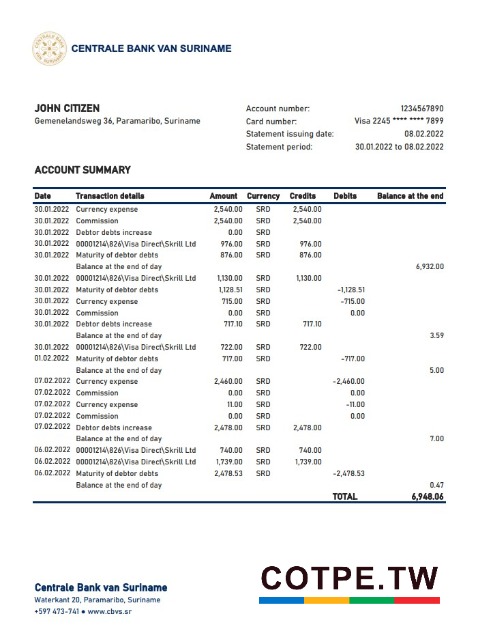 CENTRALE BANK VAN SURINAME
JOHN CITIZEN
Gemenelandsweg 36, Paramaribo, Suriname
Account number: 1234567890
Card number: Visa 2245 **** **** 7899
Statement issuing date: 08.02.2022
Statement period: 30.01.2022 to 08.02.2022
ACCOUNT SUMMARY
Date Transaction details Amount Currency Credits Debits Balance at the end
30.01.2022 Currency expense 2,540.00 SRD 2,540.00
30.01.2022 Commission 2,540.00 SRD 2,540.00
30.01.2022 Debtor debts increase 0.00 SRD
30.01.2022 00001214\826\Visa Direct\Skrill Ltd 976.00 SRD 976.00
30.01.2022 Maturity of debtor debts 876.00 SRD 876.00
Balance at the end of day 6,932.00
30.01.2022 00001214\826\Visa Direct\Skrill Ltd 1,130.00 SRD 1,130.00
30.01.2022 Maturity of debtor debts 1,128.51 SRD -1,128.51
30.01.2022 Currency expense 715.00 SRD -715.00
30.01.2022 Commission 0.00 SRD 0.00
30.01.2022 Debtor debts increase 717.10 SRD 717.10
Balance at the end of day 3.59
30.01.2022 00001214\826\Visa Direct\Skrill Ltd 722.00 SRD 722.00
01.02.2022 Maturity of debtor debts 717.00 SRD -717.00
Balance at the end of day 5.00
07.02.2022 Currency expense 2,460.00 SRD -2,460.00
07.02.2022 Commission 0.00 SRD 0.00
07.02.2022 Currency expense 11.00 SRD -11.00
07.02.2022 Commission 0.00 SRD 0.00
07.02.2022 Debtor debts increase 2,478.00 SRD 2,478.00
Balance at the end of day 7.00
06.02.2022 00001214\826\Visa Direct\Skrill Ltd 740.00 SRD 740.00
06.02.2022 00001214\826\Visa Direct\Skrill Ltd 1,739.00 SRD 1,739.00
06.02.2022 Maturity of debtor debts 2,478.53 SRD -2,478.53
Balance at the end of day 0.47
TOTAL 6,948.06
Centrale Bank van Suriname
Waterkant 20, Paramaribo, Suriname
+597 473-741 ● www.cbvs.sr
COTPE.TW